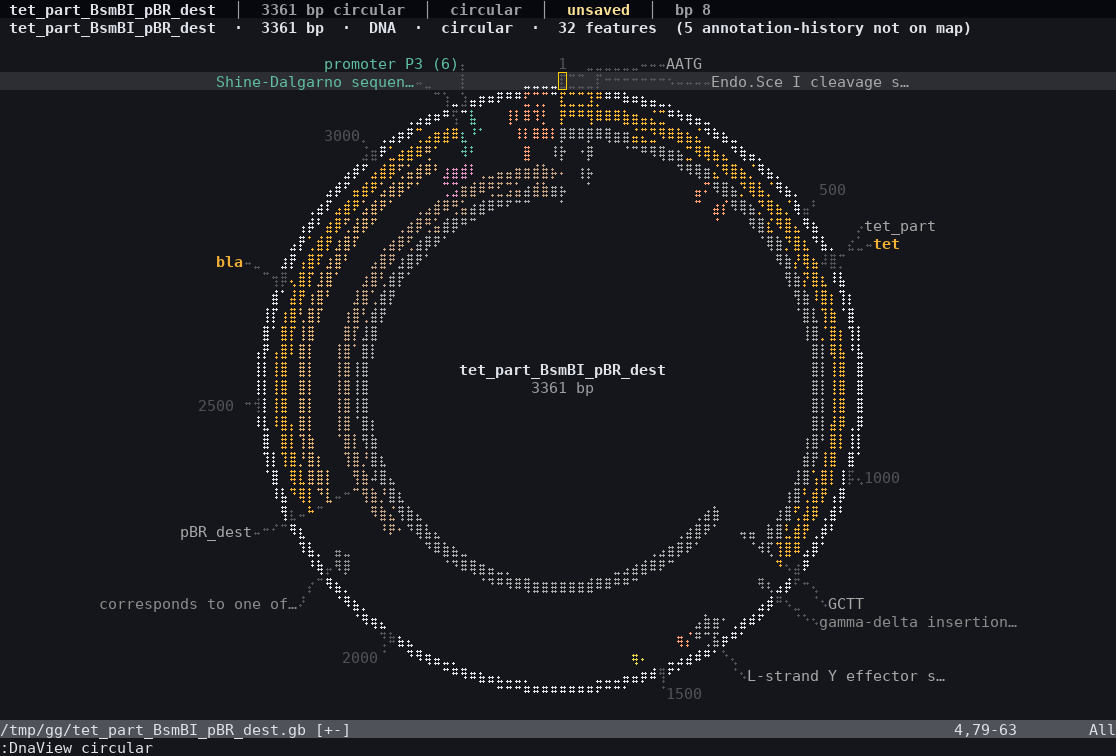 tet_part_BsmBI_pBR_dest │ 3361 bp circular │ circular │ unsaved │ bp 8
tet_part_BsmBI_pBR_dest · 3361 bp · DNA · circular · 32 features (5 annotation-history not on map)
promoter P3 (6) 1 AATG
Shine-Dalgarno sequen… Endo.Sce I cleavage s…
3000
500
tet_part
tet
bla
tet_part_BsmBI_pBR_dest
3361 bp
2500
1000
pBR_dest
corresponds to one of… GCTT
gamma-delta insertion…
2000
L-strand Y effector s…
1500
/tmp/gg/tet_part_BsmBI_pBR_dest.gb [+-] 4,79-63 All
:DnaView circular